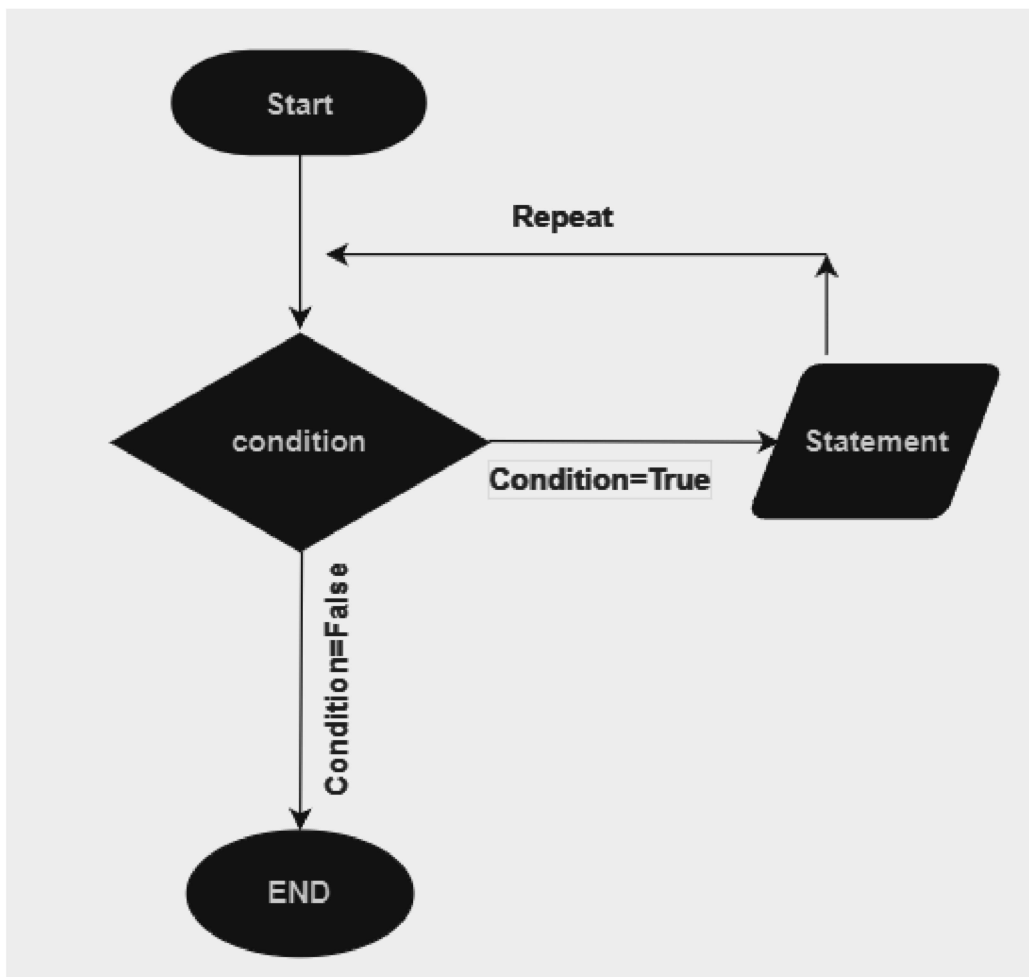 Start
Repeat
condition
Condition=True
Statement
Condition=False
END